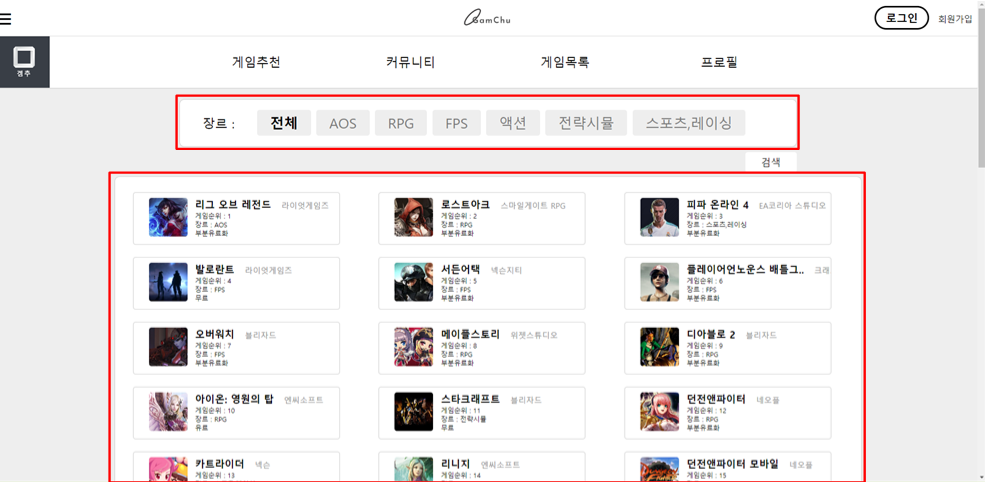 GamChu
로그인 회원가입
겜추 게임추천 커뮤니티 게임목록 프로필
장르 : 전체 AOS RPG FPS 액션 전략시뮬 스포츠,레이싱
검색
리그 오브 레전드 라이엇게임즈
게임순위 : 1
장르 : AOS
부분유료화
로스트아크 스마일게이트 RPG
게임순위 : 2
장르 : RPG
부분유료화
피파 온라인 4 EA코리아 스튜디오
게임순위 : 3
장르 : 스포츠,레이싱
부분유료화
발로란트 라이엇게임즈
게임순위 : 4
장르 : FPS
무료
서든어택 넥슨지티
게임순위 : 5
장르 : FPS
부분유료화
플레이어언노운스 배틀그.. 크래
게임순위 : 6
장르 : FPS
부분유료화
오버워치 블리자드
게임순위 : 7
장르 : FPS
부분유료화
메이플스토리 위젯스튜디오
게임순위 : 8
장르 : RPG
부분유료화
디아블로 2 블리자드
게임순위 : 9
장르 : RPG
부분유료화
아이온: 영원의 탑 엔씨소프트
게임순위 : 10
장르 : RPG
유료
스타크래프트 블리자드
게임순위 : 11
장르 : 전략시뮬
무료
던전앤파이터 네오플
게임순위 : 12
장르 : RPG
부분유료화
카트라이더 넥슨
게임순위 : 13
리니지 엔씨소프트
게임순위 : 14
던전앤파이터 모바일 네오플
게임순위 : 15